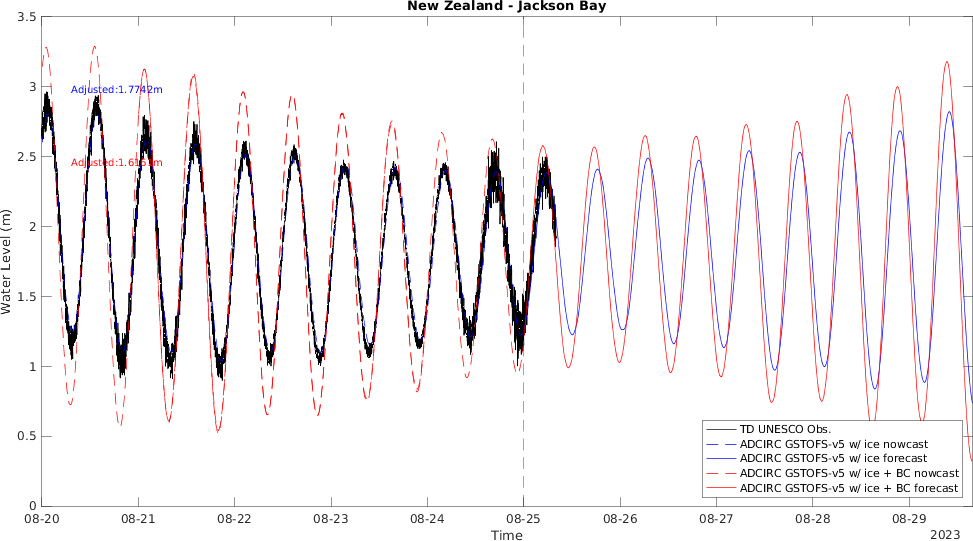 New Zealand - Jackson Bay
3.5
3
2.5
2
1.5
1
0.5
0
Water Level (m)
Adjusted:1.7742m
08-20
08-21
08-22
08-23
08-24
08-25
08-26
08-27
08-28
08-29
Time
2023
TD UNESCO Obs.
ADCIRC GSTOFS-v5 w/ ice nowcast
ADCIRC GSTOFS-v5 w/ ice forecast
ADCIRC GSTOFS-v5 w/ ice + BC nowcast
ADCIRC GSTOFS-v5 w/ ice + BC forecast